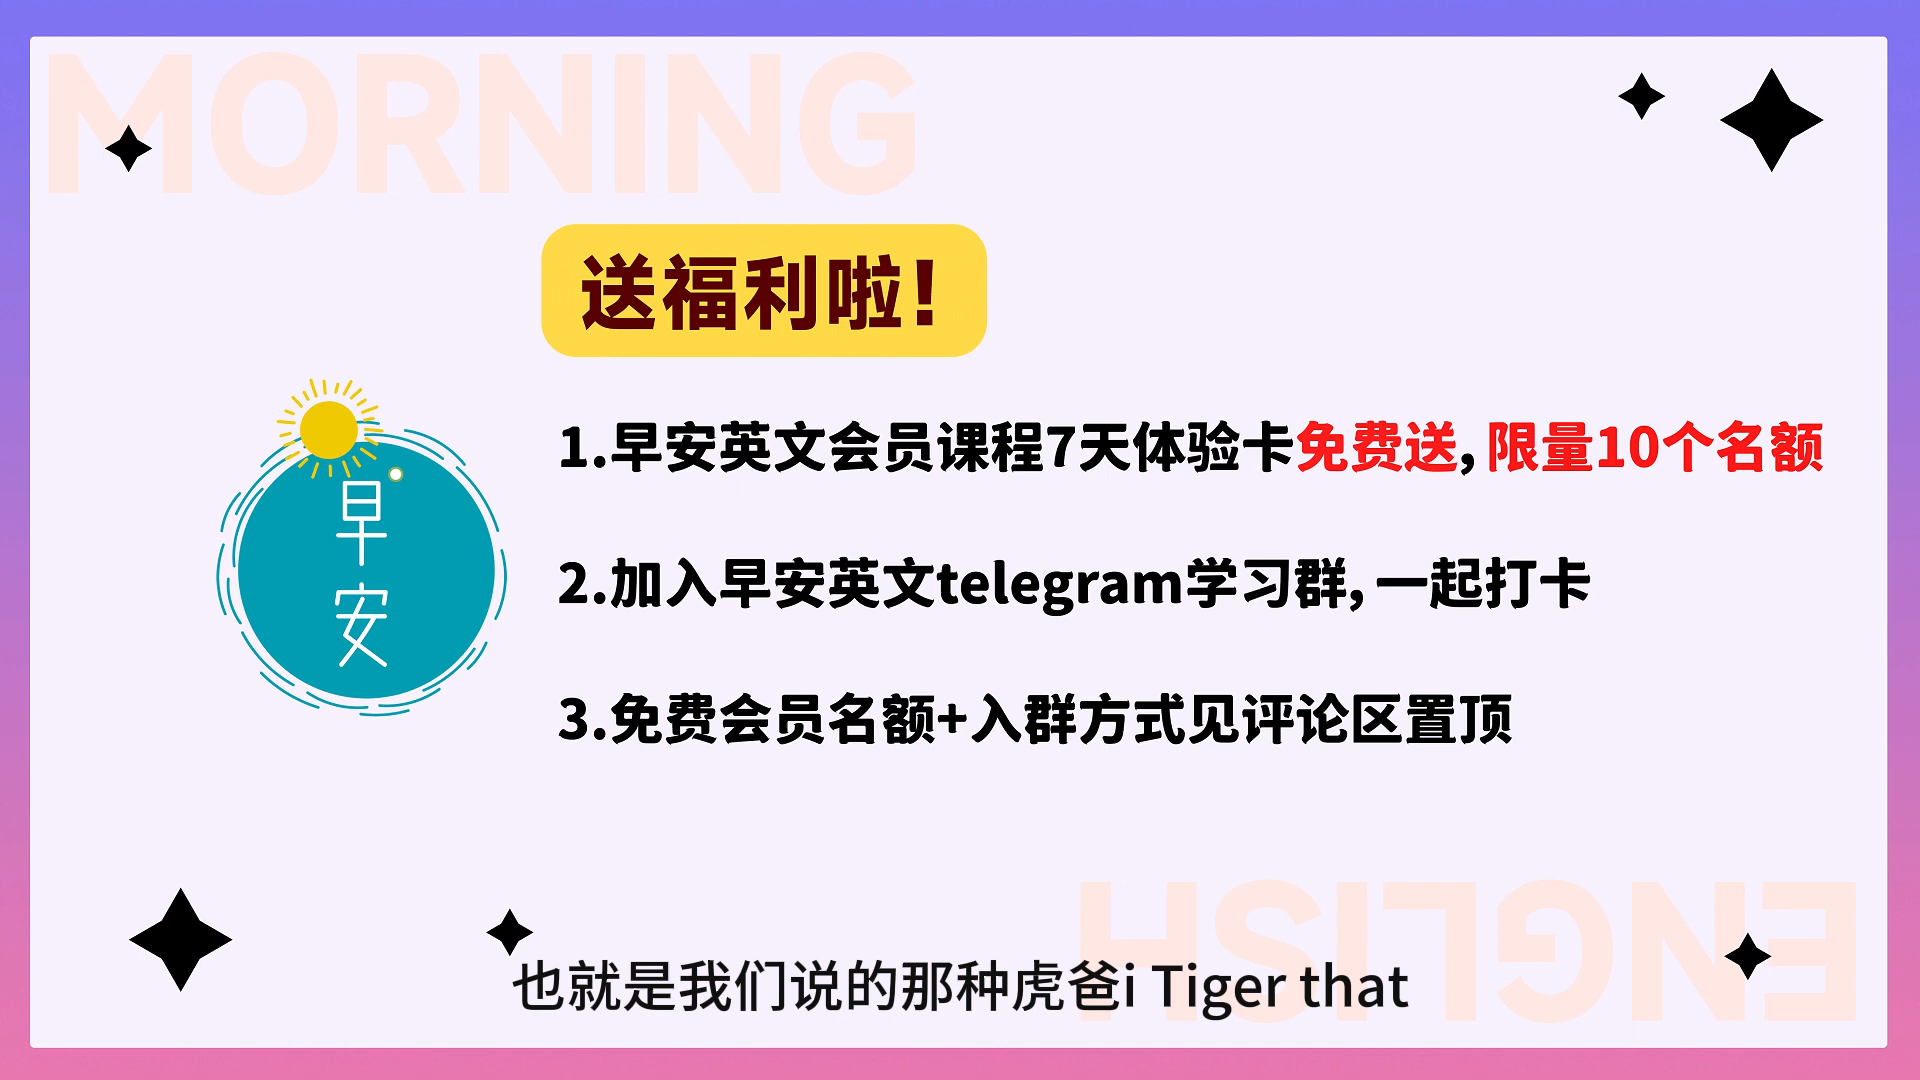 MORNING
送福利啦！
1.早安英文会员课程7天体验卡免费送，限量10个名额
早安
2.加入早安英文telegram学习群，一起打卡
3.免费会员名额+入群方式见评论区置顶
ENGLISH
也就是我们说的那种虎爸i Tiger that